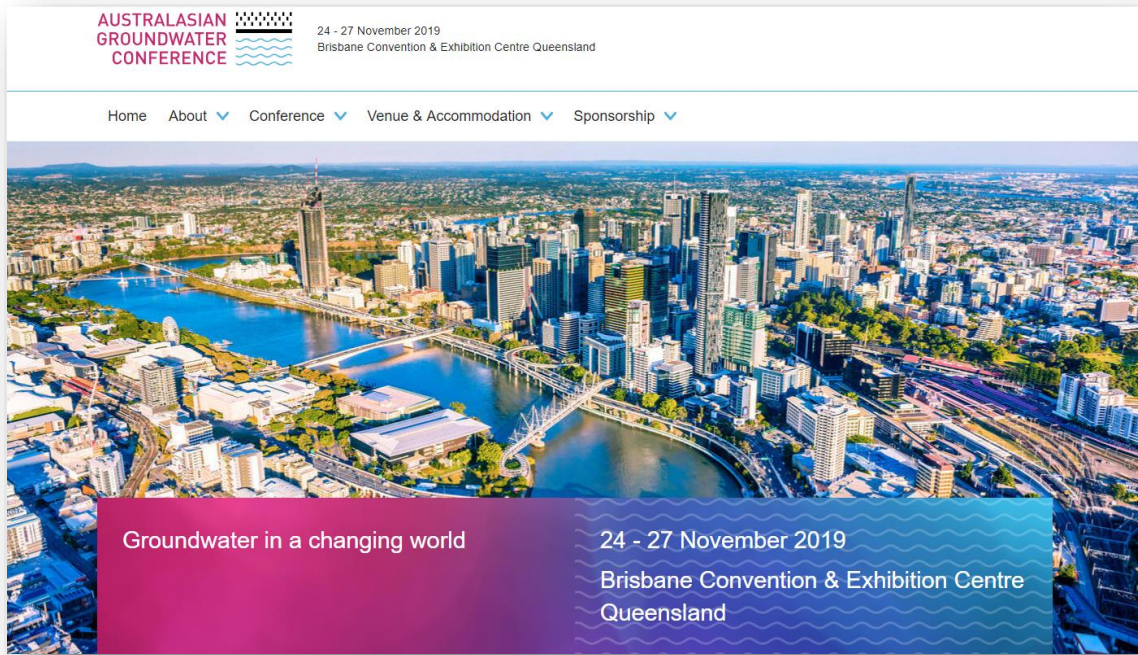 AUSTRALASIAN
GROUNDWATER
CONFERENCE
24 - 27 November 2019
Brisbane Convention & Exhibition Centre Queensland
Home About Conference Venue & Accommodation Sponsorship
Groundwater in a changing world
24 - 27 November 2019
Brisbane Convention & Exhibition Centre
Queensland